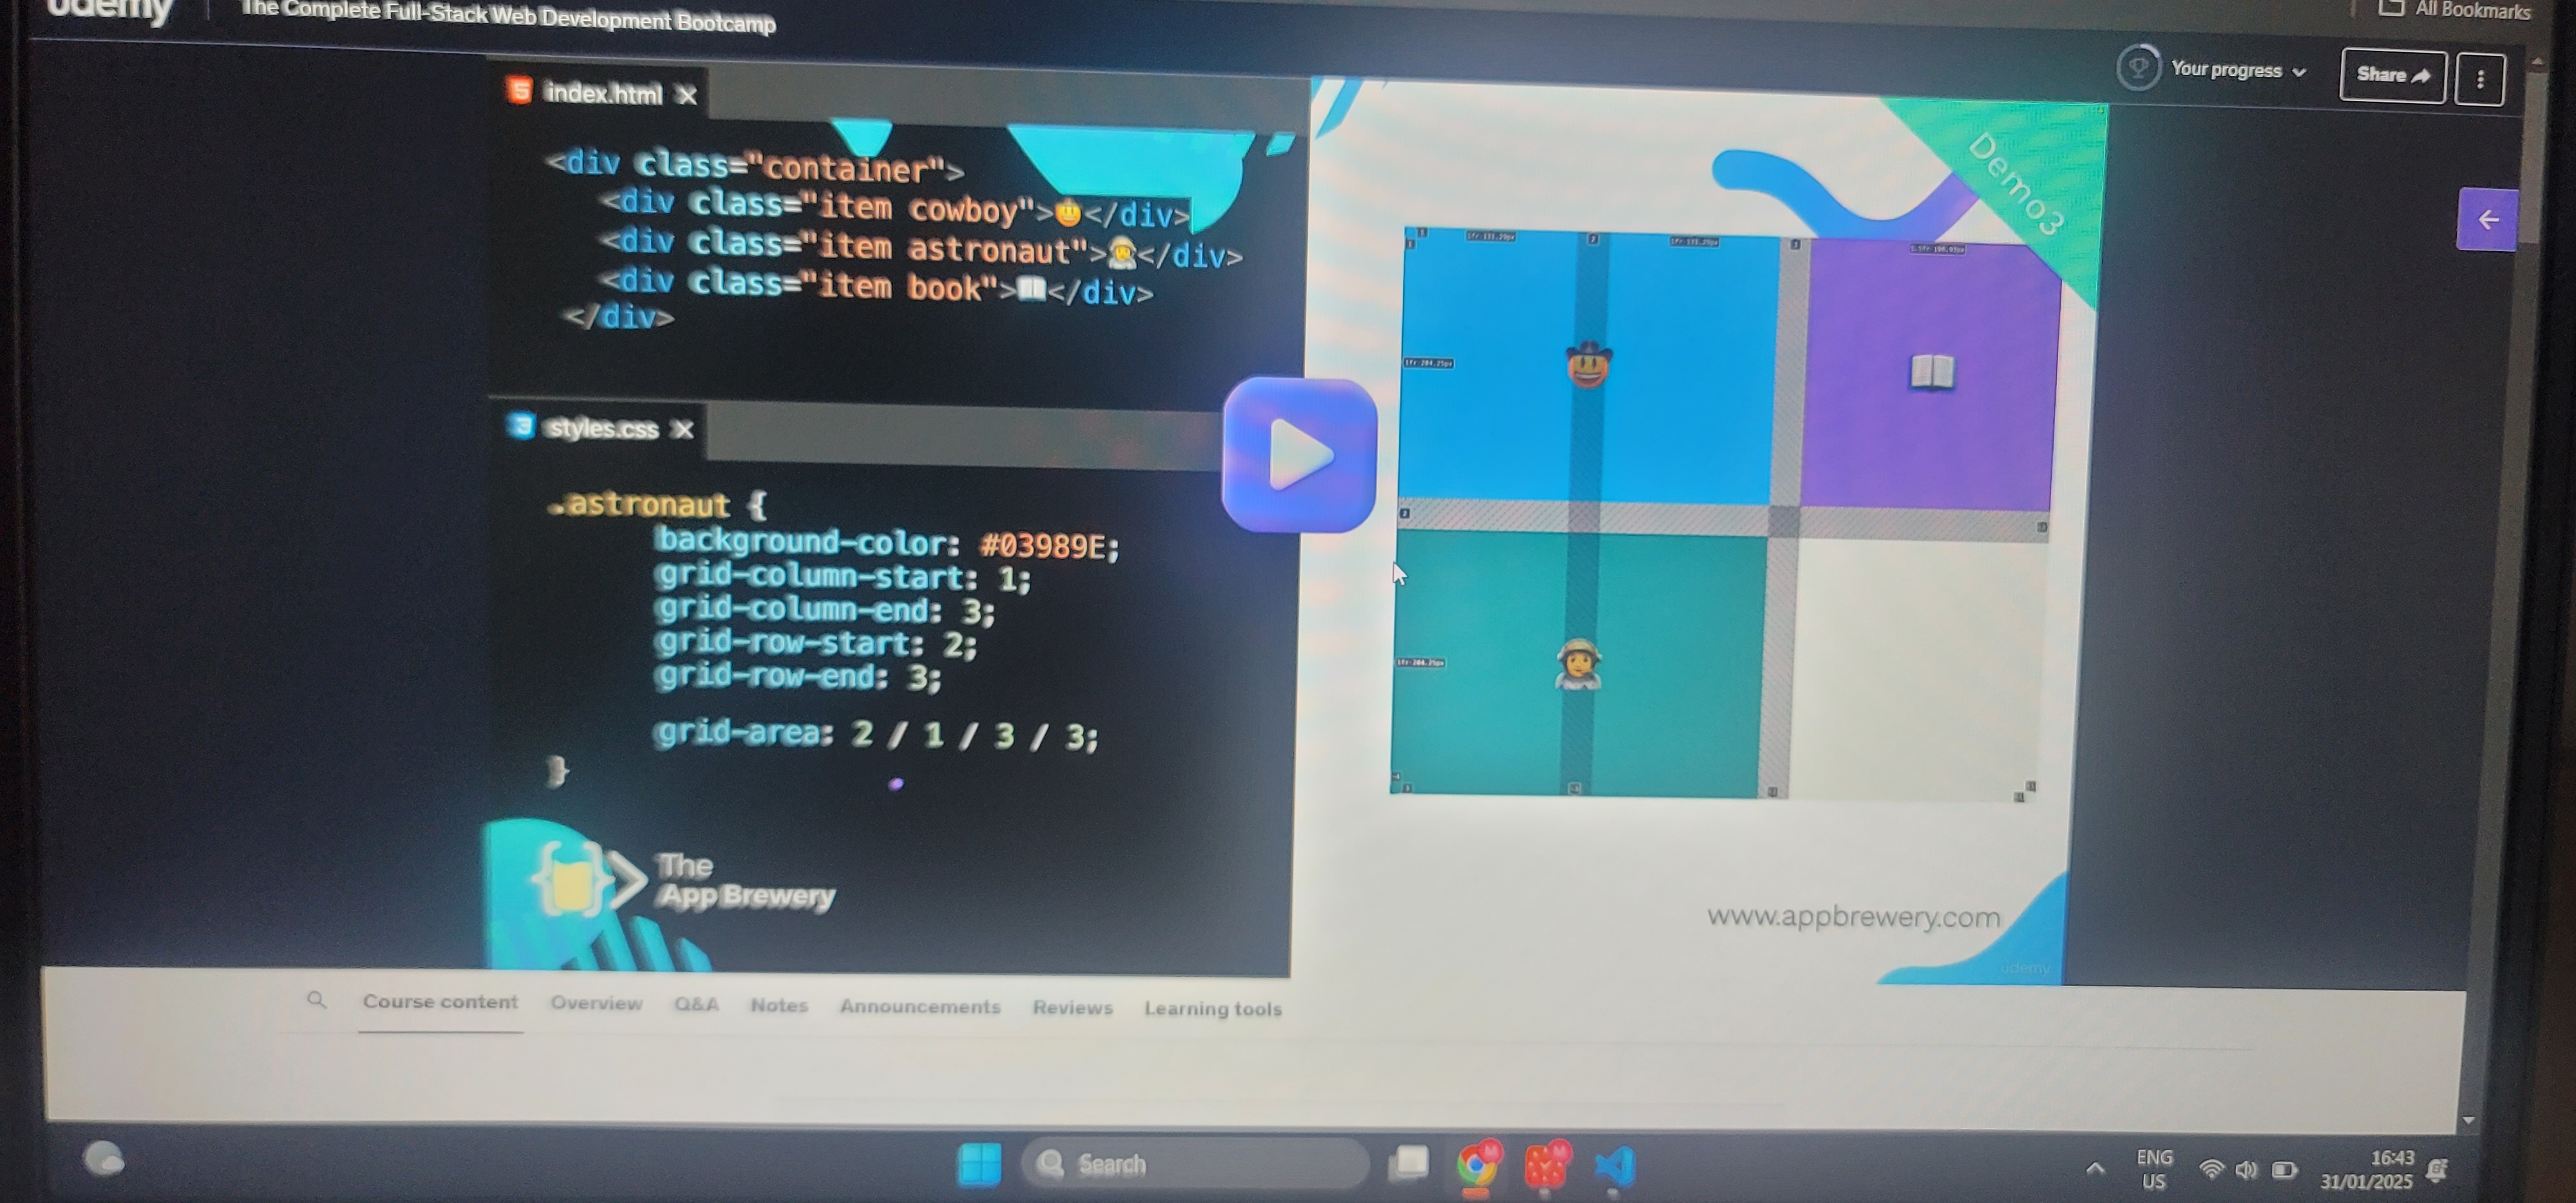 udemy
The Complete Full-Stack Web Development Bootcamp
All Bookmarks
Your progress
Share
index.html
<div class="container">
<div class="item cowboy">🤠</div>
<div class="item astronaut">🧑‍🚀</div>
<div class="item book">📖</div>
</div>
styles.css
.astronaut {
background-color: #03989E;
grid-column-start: 1;
grid-column-end: 3;
grid-row-start: 2;
grid-row-end: 3;
grid-area: 2 / 1 / 3 / 3;
}
The
App Brewery
Demo3
www.appbrewery.com
udemy
Course content Overview Q&A Notes Announcements Reviews Learning tools
Search
ENG
US
16:43
31/01/2025